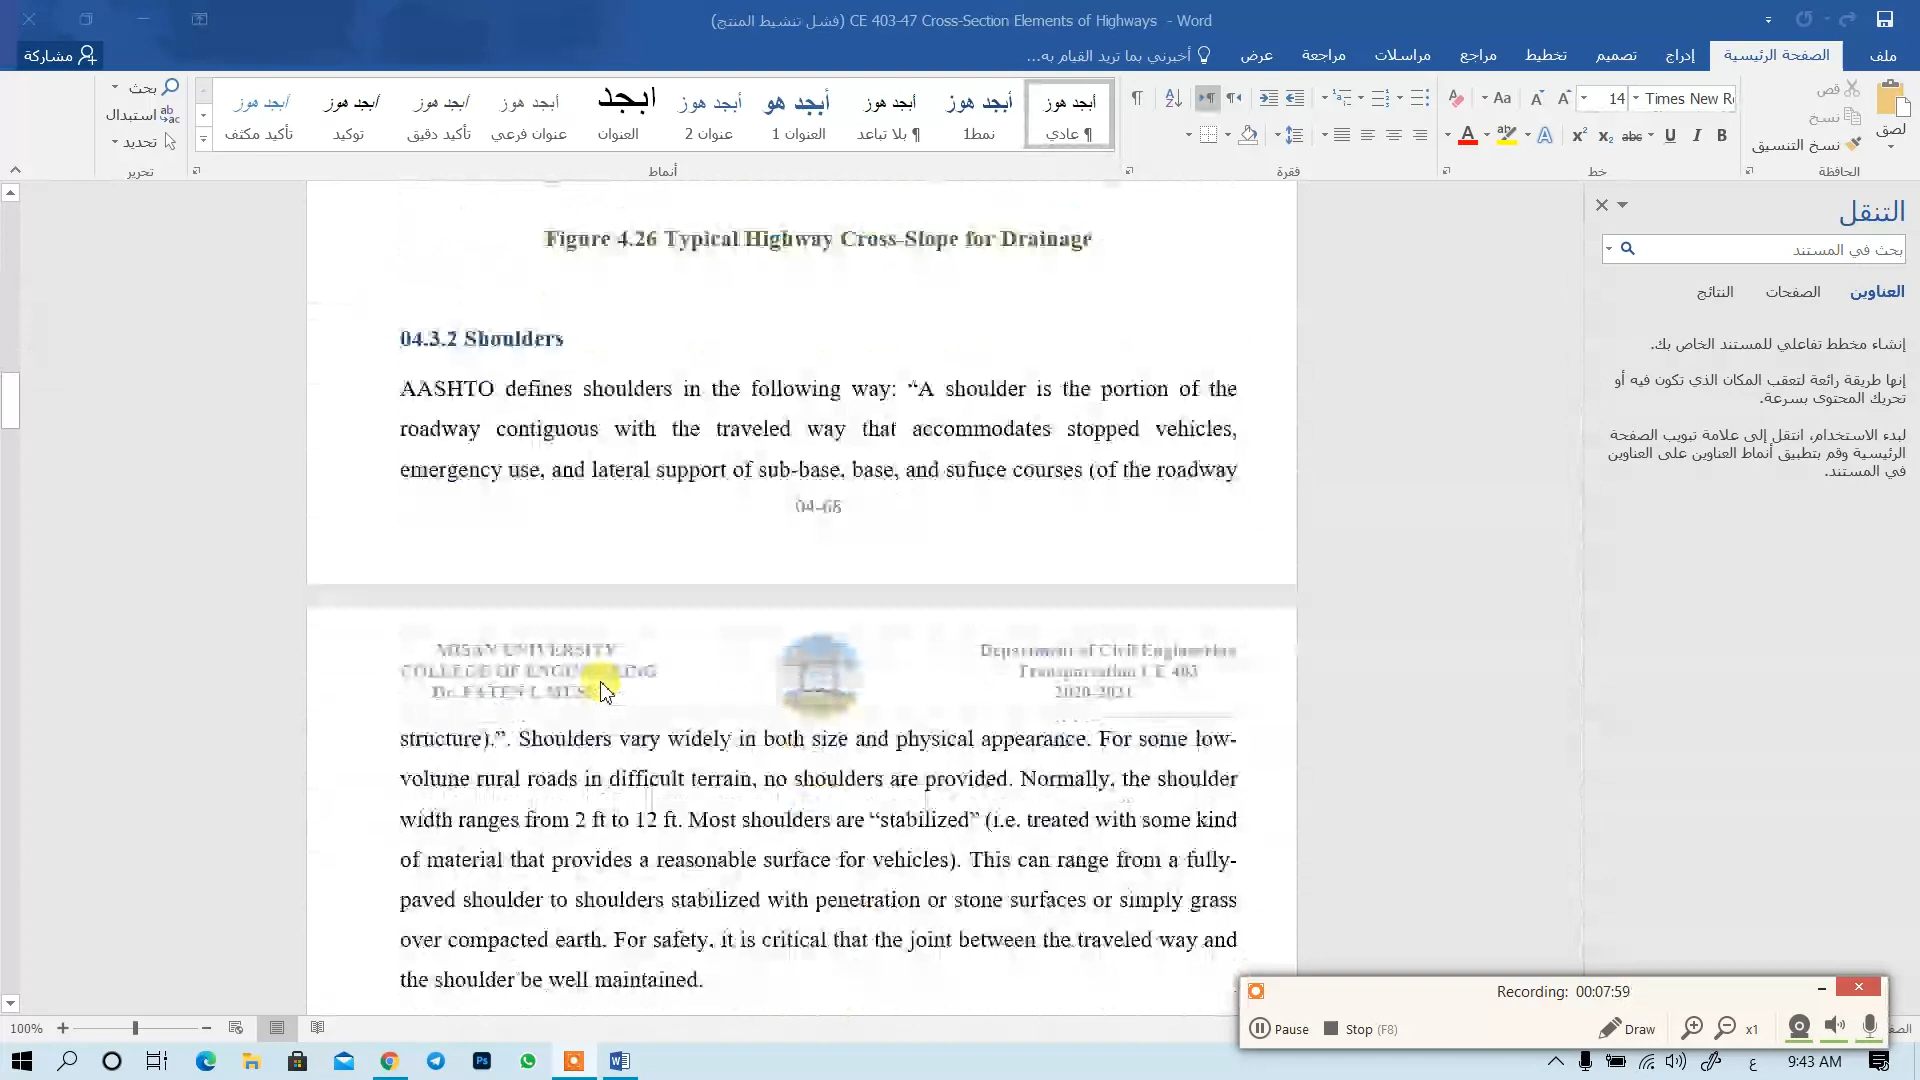 CE 403-47 Cross-Section Elements of Highways (فشل تنشيط المنتج) - Word
ملف
الصفحة الرئيسية
إدراج
تصميم
تخطيط
مراجع
مراسلات
مراجعة
عرض
أخبرني بما تريد القيام به...
مشاركة
لصق
قص
نسخ
نسخ التنسيق
الحافظة
Times New R
14
Aa
B I U abc X₂ X²
خط
فقرة
أبجد هوز
¶ عادي
أبجد هوز
نمط1
أبجد هوز
¶ بلا تباعد
أبجد هو
العنوان 1
أبجد هوز
عنوان 2
ابجد
العنوان
أبجد هوز
عنوان فرعي
أبجد هوز
تأكيد دقيق
أبجد هوز
توكيد
أبجد هوز
تأكيد مكثف
أنماط
بحث
استبدال
تحديد
تحرير
Figure 4.26 Typical Highway Cross-Slope for Drainage
04.3.2 Shoulders
AASHTO defines shoulders in the following way: “A shoulder is the portion of the
roadway contiguous with the traveled way that accommodates stopped vehicles,
emergency use, and lateral support of sub-base, base, and sufuce courses (of the roadway
04-68
MISAN UNIVERSITY
COLLEGE OF ENGINEERING
Dr. FATEN I.
Department of Civil Engineering
Transportation CE 403
2020-2021
structure).”. Shoulders vary widely in both size and physical appearance. For some low-
volume rural roads in difficult terrain, no shoulders are provided. Normally, the shoulder
width ranges from 2 ft to 12 ft. Most shoulders are “stabilized” (i.e. treated with some kind
of material that provides a reasonable surface for vehicles). This can range from a fully-
paved shoulder to shoulders stabilized with penetration or stone surfaces or simply grass
over compacted earth. For safety, it is critical that the joint between the traveled way and
the shoulder be well maintained.
التنقل
بحث في المستند
العناوين
الصفحات
النتائج
إنشاء مخطط تفاعلي للمستند الخاص بك.
إنها طريقة رائعة لتعقب المكان الذي تكون فيه أو
تحريك المحتوى بسرعة.
لبدء الاستخدام، انتقل إلى علامة تبويب الصفحة
الرئيسية وقم بتطبيق أنماط العناوين على العناوين
في المستند.
Recording: 00:07:59
Pause
Stop (F8)
Draw
x1
100%
9:43 AM
ع